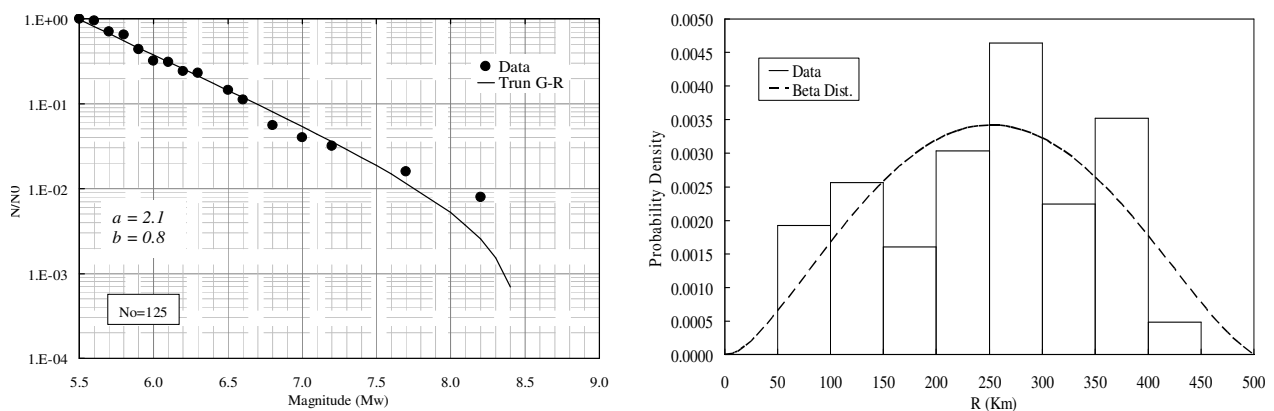 1.E+00
1.E-01
1.E-02
1.E-03
1.E-04
N/N0
Data
Trun G-R
a = 2.1
b = 0.8
No=125
5.5 6.0 6.5 7.0 7.5 8.0 8.5 9.0
Magnitude (Mw)
0.0050
0.0045
0.0040
0.0035
0.0030
0.0025
0.0020
0.0015
0.0010
0.0005
0.0000
Probability Density
Data
Beta Dist.
0 50 100 150 200 250 300 350 400 450 500
R (Km)